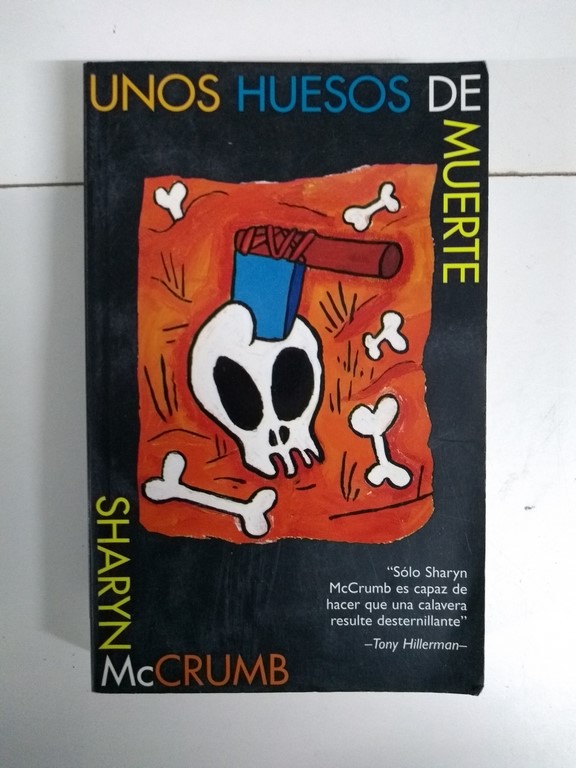 UNOS HUESOS DE
MUERTE
"Sólo Sharyn
McCrumb es capaz de
hacer que una calavera
resulte desternillante"
–Tony Hillerman–
SHARYN
McCRUMB